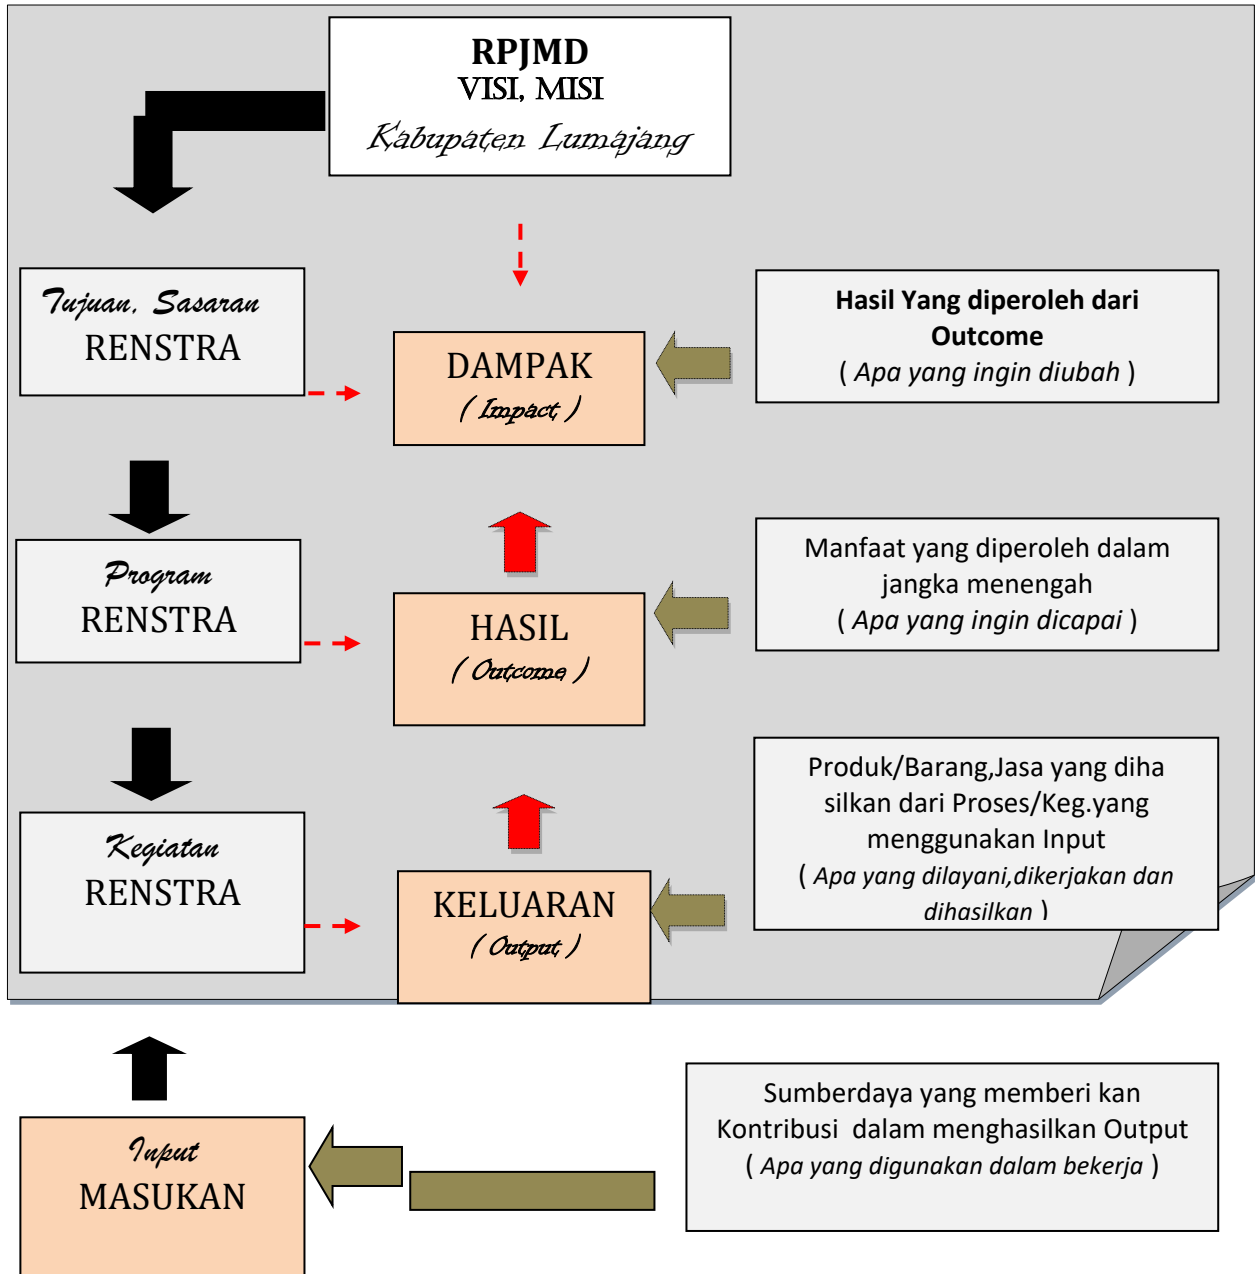 RPJMD
VISI, MISI
Kabupaten Lumajang
Tujuan, Sasaran
RENSTRA
DAMPAK
( Impact )
Hasil Yang diperoleh dari
Outcome
( Apa yang ingin diubah )
Program
RENSTRA
HASIL
( Outcome )
Manfaat yang diperoleh dalam
jangka menengah
( Apa yang ingin dicapai )
Kegiatan
RENSTRA
KELUARAN
( Output )
Produk/Barang,Jasa yang diha
silkan dari Proses/Keg.yang
menggunakan Input
( Apa yang dilayani,dikerjakan dan
dihasilkan )
Input
MASUKAN
Sumberdaya yang memberi kan
Kontribusi  dalam menghasilkan Output
( Apa yang digunakan dalam bekerja )